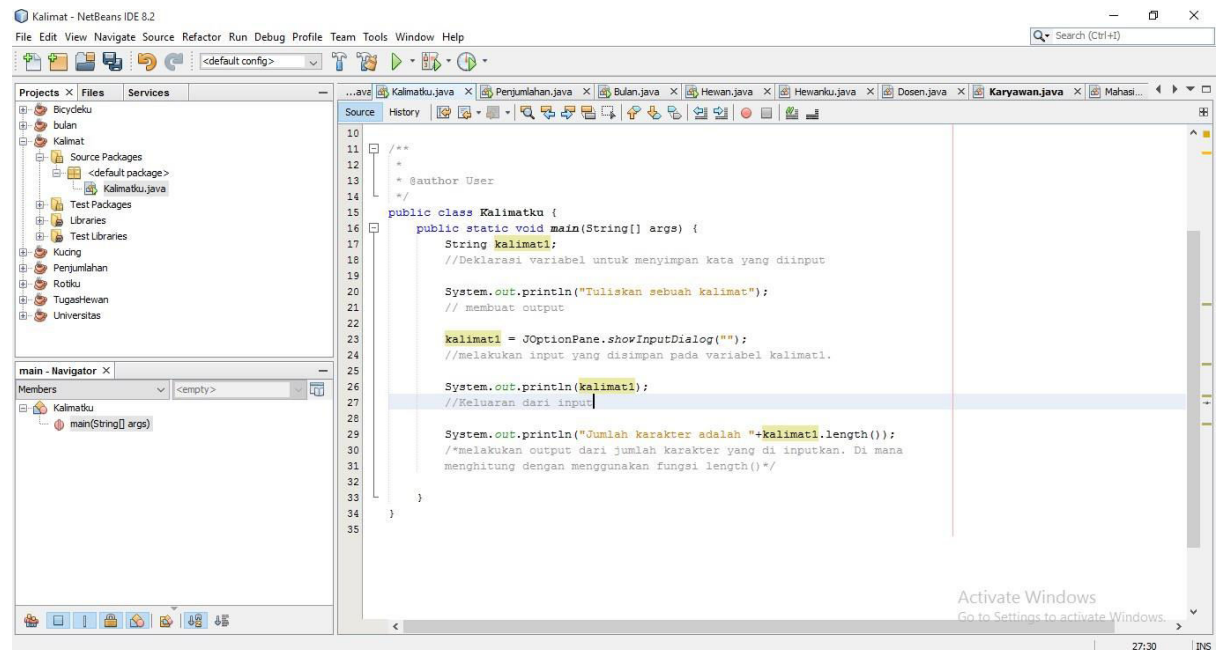 Kalimat - NetBeans IDE 8.2
File Edit View Navigate Source Refactor Run Debug Profile Team Tools Window Help
Search (Ctrl+I)
<default config>
Projects Files Services
...ava Kalimatku.java Penjumlahan.java Bulan.java Hewan.java Hewanku.java Dosen.java Karyawan.java Mahasi...
Source History
Bicycleku
bulan
Kalimat
Source Packages
<default package>
Kalimatku.java
Test Packages
Libraries
Test Libraries
Kucing
Penjumlahan
Rotiku
TugasHewan
Universitas
main - Navigator
Members <empty>
Kalimatku
main(String[] args)
10
11 /**
12 *
13 * @author User
14 */
15 public class Kalimatku {
16 public static void main(String[] args) {
17 String kalimat1;
18 //Deklarasi variabel untuk menyimpan kata yang diinput
19
20 System.out.println("Tuliskan sebuah kalimat");
21 // membuat output
22
23 kalimat1 = JOptionPane.showInputDialog("");
24 //melakukan input yang disimpan pada variabel kalimat1.
25
26 System.out.println(kalimat1);
27 //Keluaran dari input
28
29 System.out.println("Jumlah karakter adalah "+kalimat1.length());
30 /*melakukan output dari jumlah karakter yang di inputkan. Di mana
31 menghitung dengan menggunakan fungsi length()*/
32
33 }
34 }
35
Activate Windows
Go to Settings to activate Windows.
27:30 INS